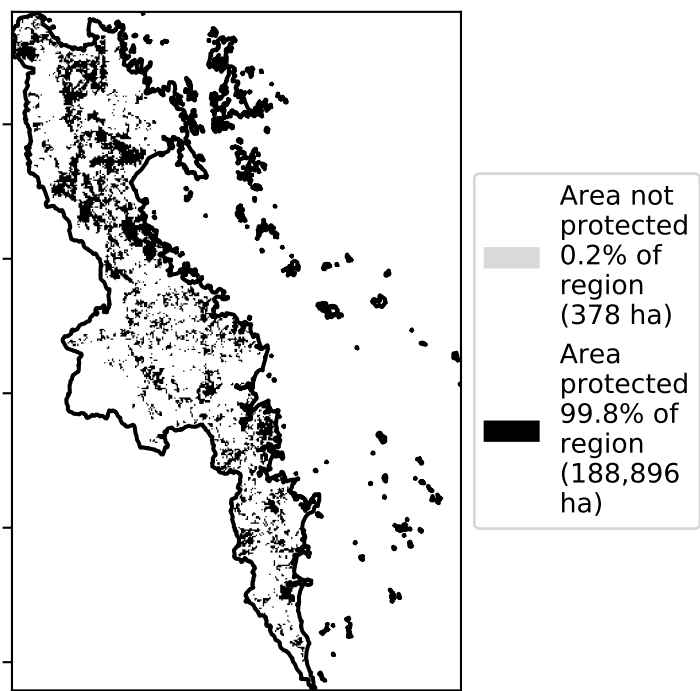 Area not
protected
0.2% of
region
(378 ha)
Area
protected
99.8% of
region
(188,896
ha)